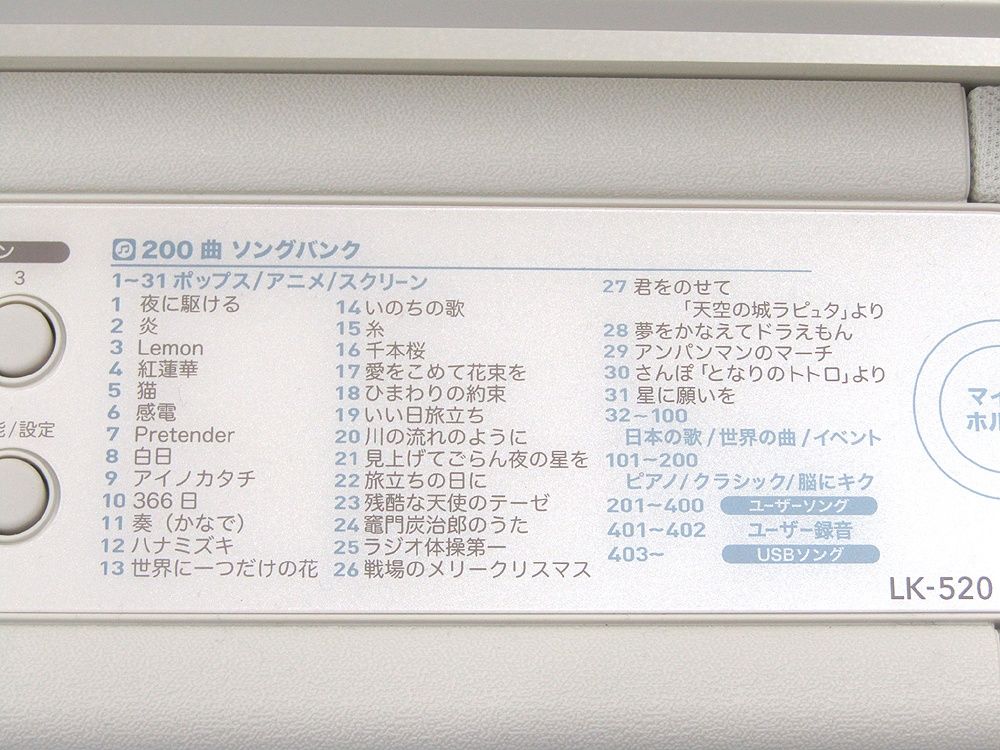 ン
3
能/設定
200 曲 ソングバンク
1~31 ポップス/アニメ/スクリーン
1 夜に駆ける
2 炎
3 Lemon
4 紅蓮華
5 猫
6 感電
7 Pretender
8 白日
9 アイノカタチ
10 366日
11 奏（かなで）
12 ハナミズキ
13 世界に一つだけの花
14 いのちの歌
15 糸
16 千本桜
17 愛をこめて花束を
18 ひまわりの約束
19 いい日旅立ち
20 川の流れのように
21 見上げてごらん夜の星を
22 旅立ちの日に
23 残酷な天使のテーゼ
24 竈門炭治郎のうた
25 ラジオ体操第一
26 戦場のメリークリスマス
27 君をのせて
「天空の城ラピュタ」より
28 夢をかなえてドラえもん
29 アンパンマンのマーチ
30 さんぽ「となりのトトロ」より
31 星に願いを
32~100
日本の歌/世界の曲/イベント
101~200
ピアノ/クラシック/脳にキク
201~400 ユーザーソング
401~402 ユーザー録音
403~ USBソング
マイ
ホル
LK-520